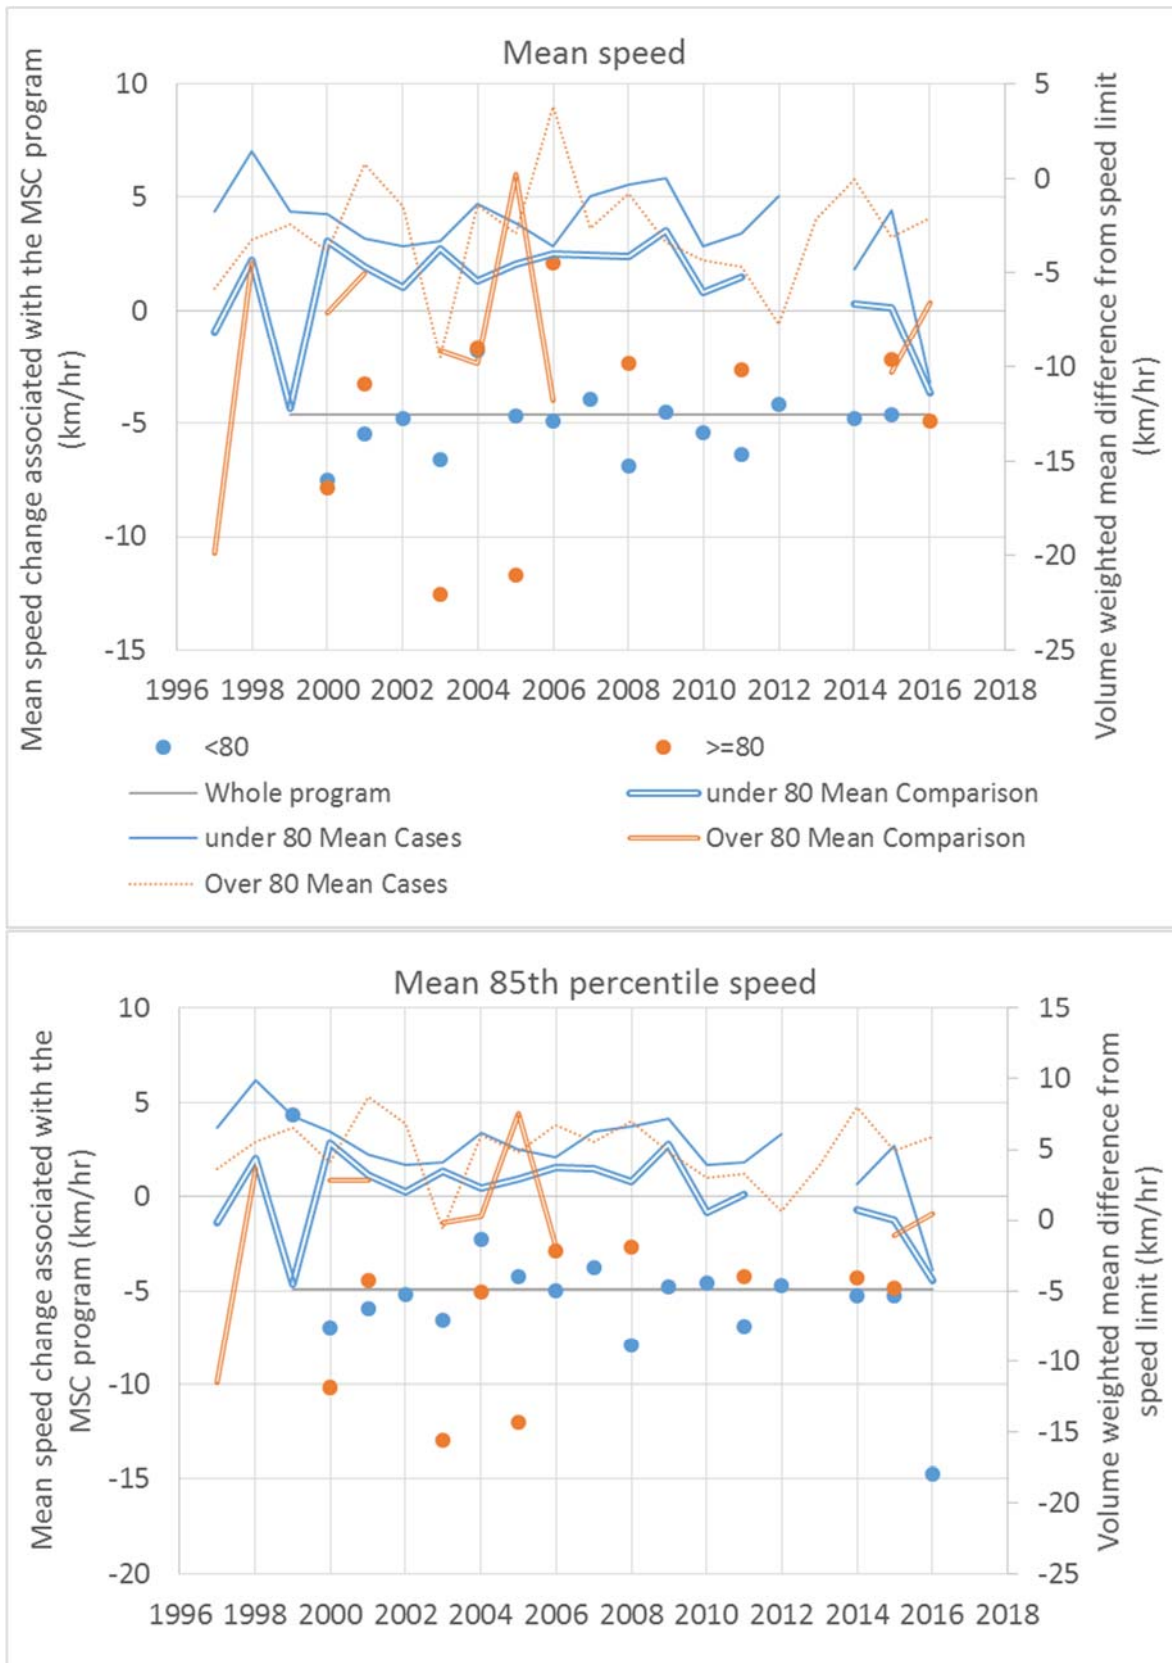 Mean speed
Mean speed change associated with the MSC program
(km/hr)
10
5
0
-5
-10
-15
5
0
-5
-10
-15
-20
-25
Volume weighted mean difference from speed limit
(km/hr)
1996 1998 2000 2002 2004 2006 2008 2010 2012 2014 2016 2018
<80
>=80
Whole program
under 80 Mean Comparison
under 80 Mean Cases
Over 80 Mean Comparison
Over 80 Mean Cases
Mean 85th percentile speed
Mean speed change associated with the
MSC program (km/hr)
10
5
0
-5
-10
-15
-20
15
10
5
0
-5
-10
-15
-20
-25
Volume weighted mean difference from
speed limit (km/hr)
1996 1998 2000 2002 2004 2006 2008 2010 2012 2014 2016 2018